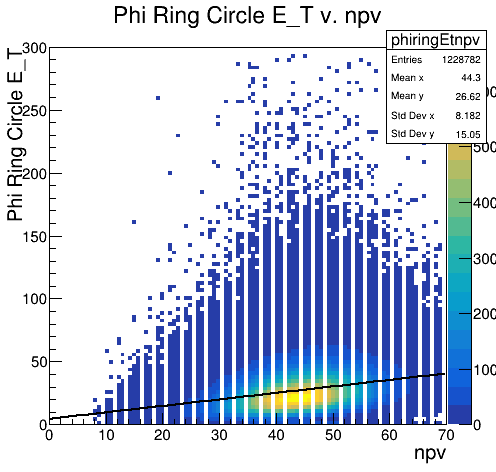 Phi Ring Circle E_T v. npv
phiringEtnpv
Entries 1228782
Mean x 44.3
Mean y 26.62
Std Dev x 8.182
Std Dev y 15.05
Phi Ring Circle E_T
300
250
200
150
100
50
0
0 10 20 30 40 50 60 70
npv
500
400
300
200
100
0